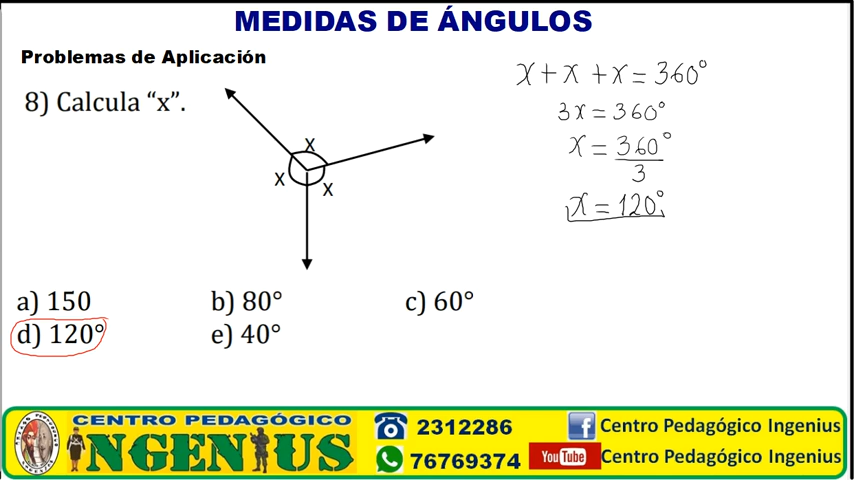 MEDIDAS DE ÁNGULOS
Problemas de Aplicación
8) Calcula “x”.
x
x
x
x + x + x = 360°
3x = 360°
x = 360°
3
x = 120°
a) 150
b) 80°
c) 60°
d) 120°
e) 40°
CENTRO PEDAGÓGICO
INGENIUS
2312286
76769374
f Centro Pedagógico Ingenius
YouTube Centro Pedagógico Ingenius